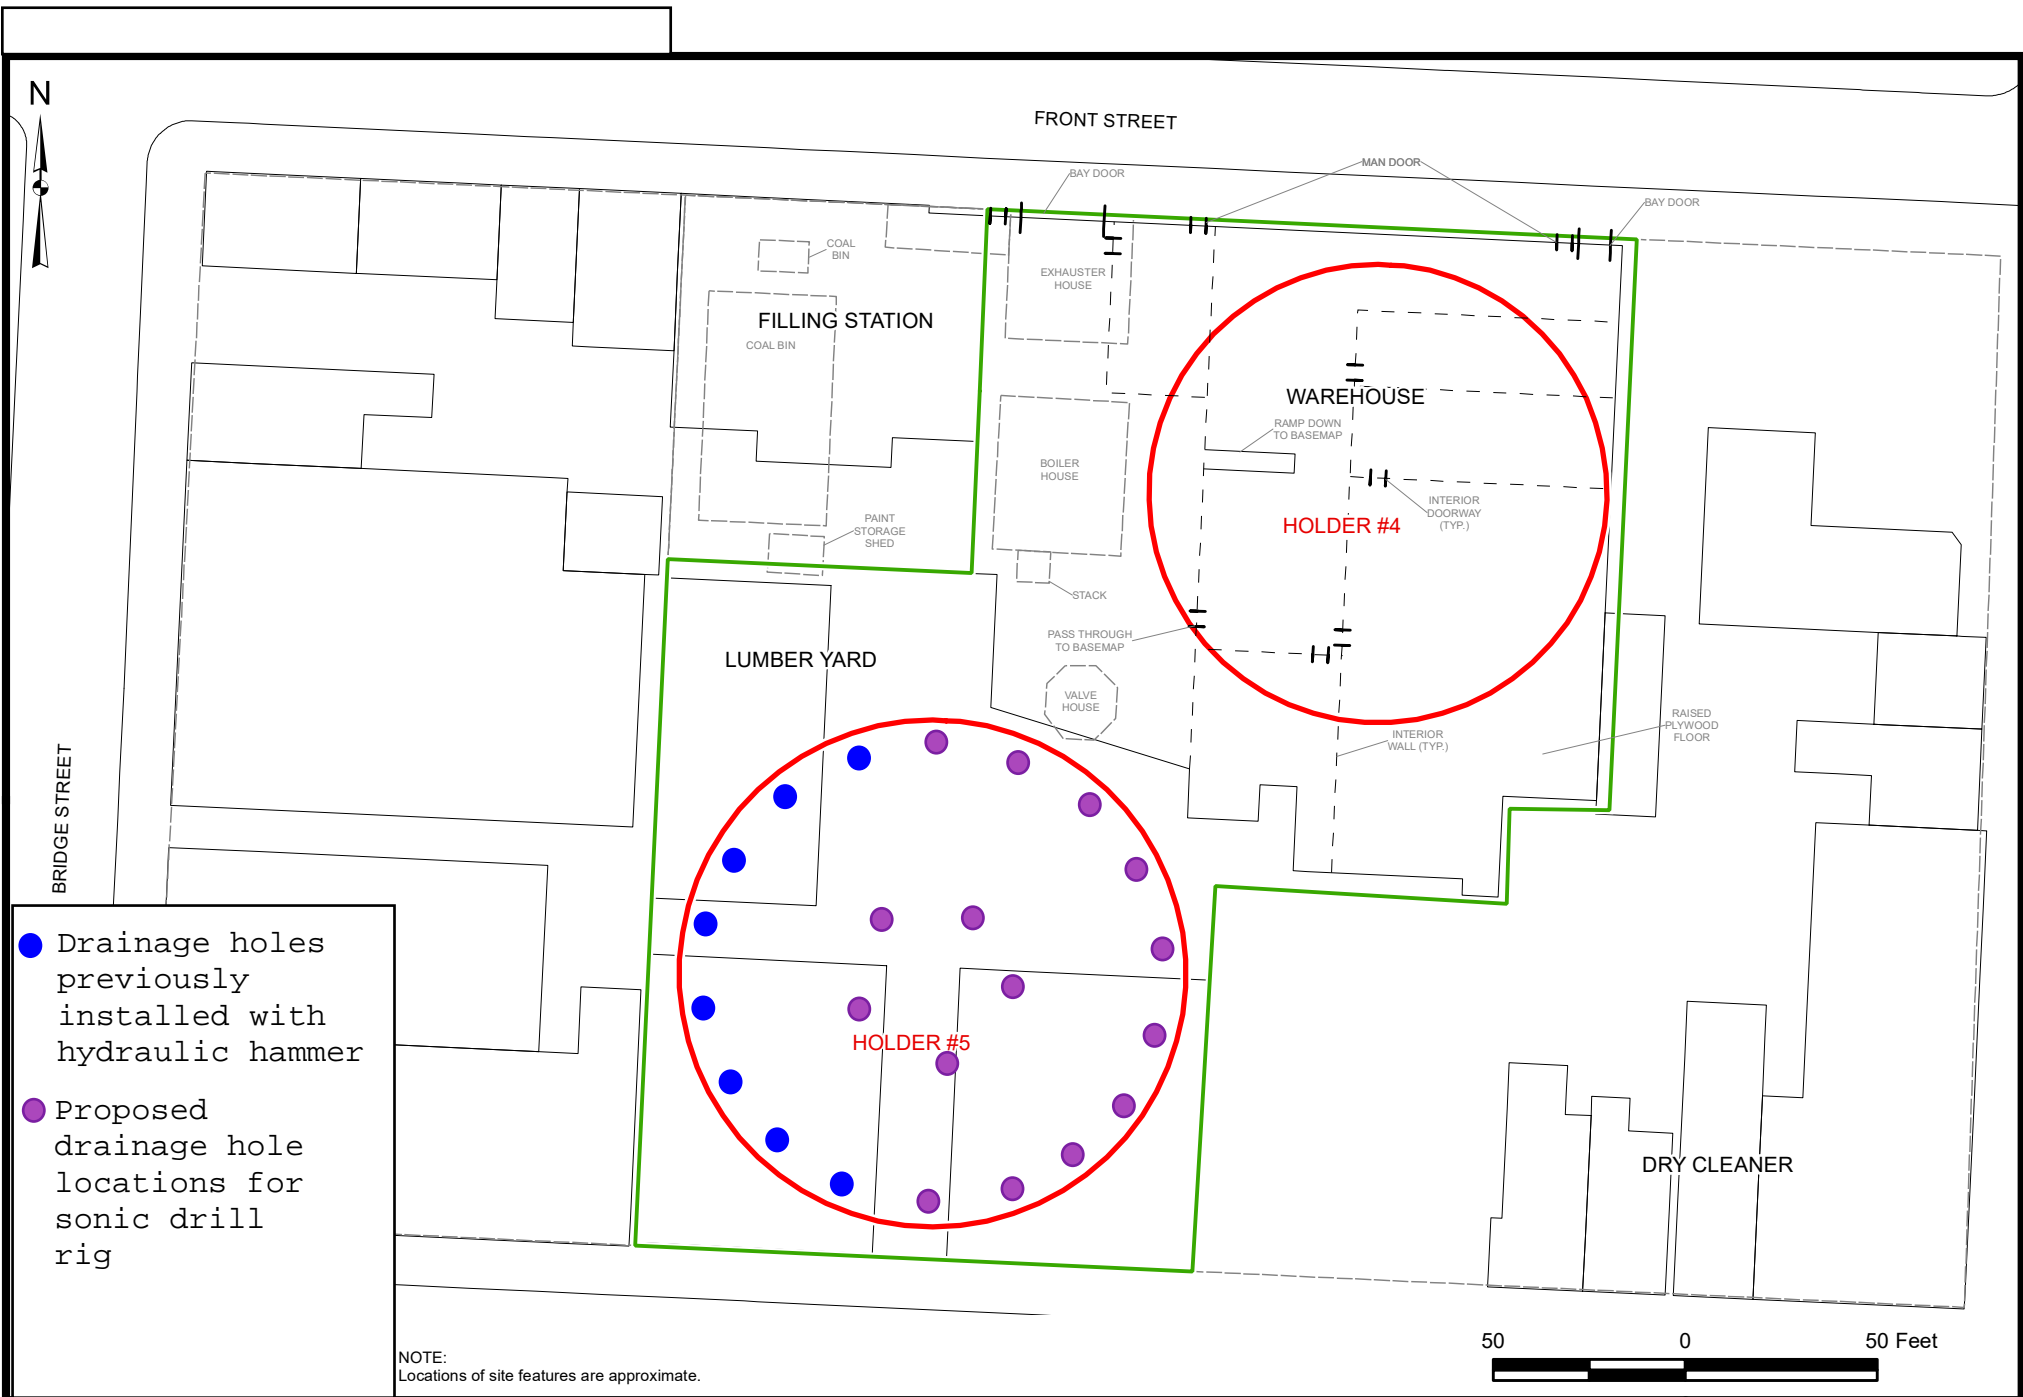 N
FRONT STREET
MAN DOOR
BAY DOOR
BAY DOOR
COAL
BIN
EXHAUSTER
HOUSE
FILLING STATION
COAL BIN
WAREHOUSE
RAMP DOWN
TO BASEMAP
BOILER
HOUSE
INTERIOR
DOORWAY
(TYP.)
PAINT
STORAGE
SHED
HOLDER #4
STACK
PASS THROUGH
TO BASEMAP
LUMBER YARD
VALVE
HOUSE
RAISED
PLYWOOD
FLOOR
INTERIOR
WALL (TYP.)
BRIDGE STREET
HOLDER #5
DRY CLEANER
Drainage holes
previously
installed with
hydraulic hammer
Proposed
drainage hole
locations for
sonic drill
rig
NOTE:
Locations of site features are approximate.
50 0 50 Feet